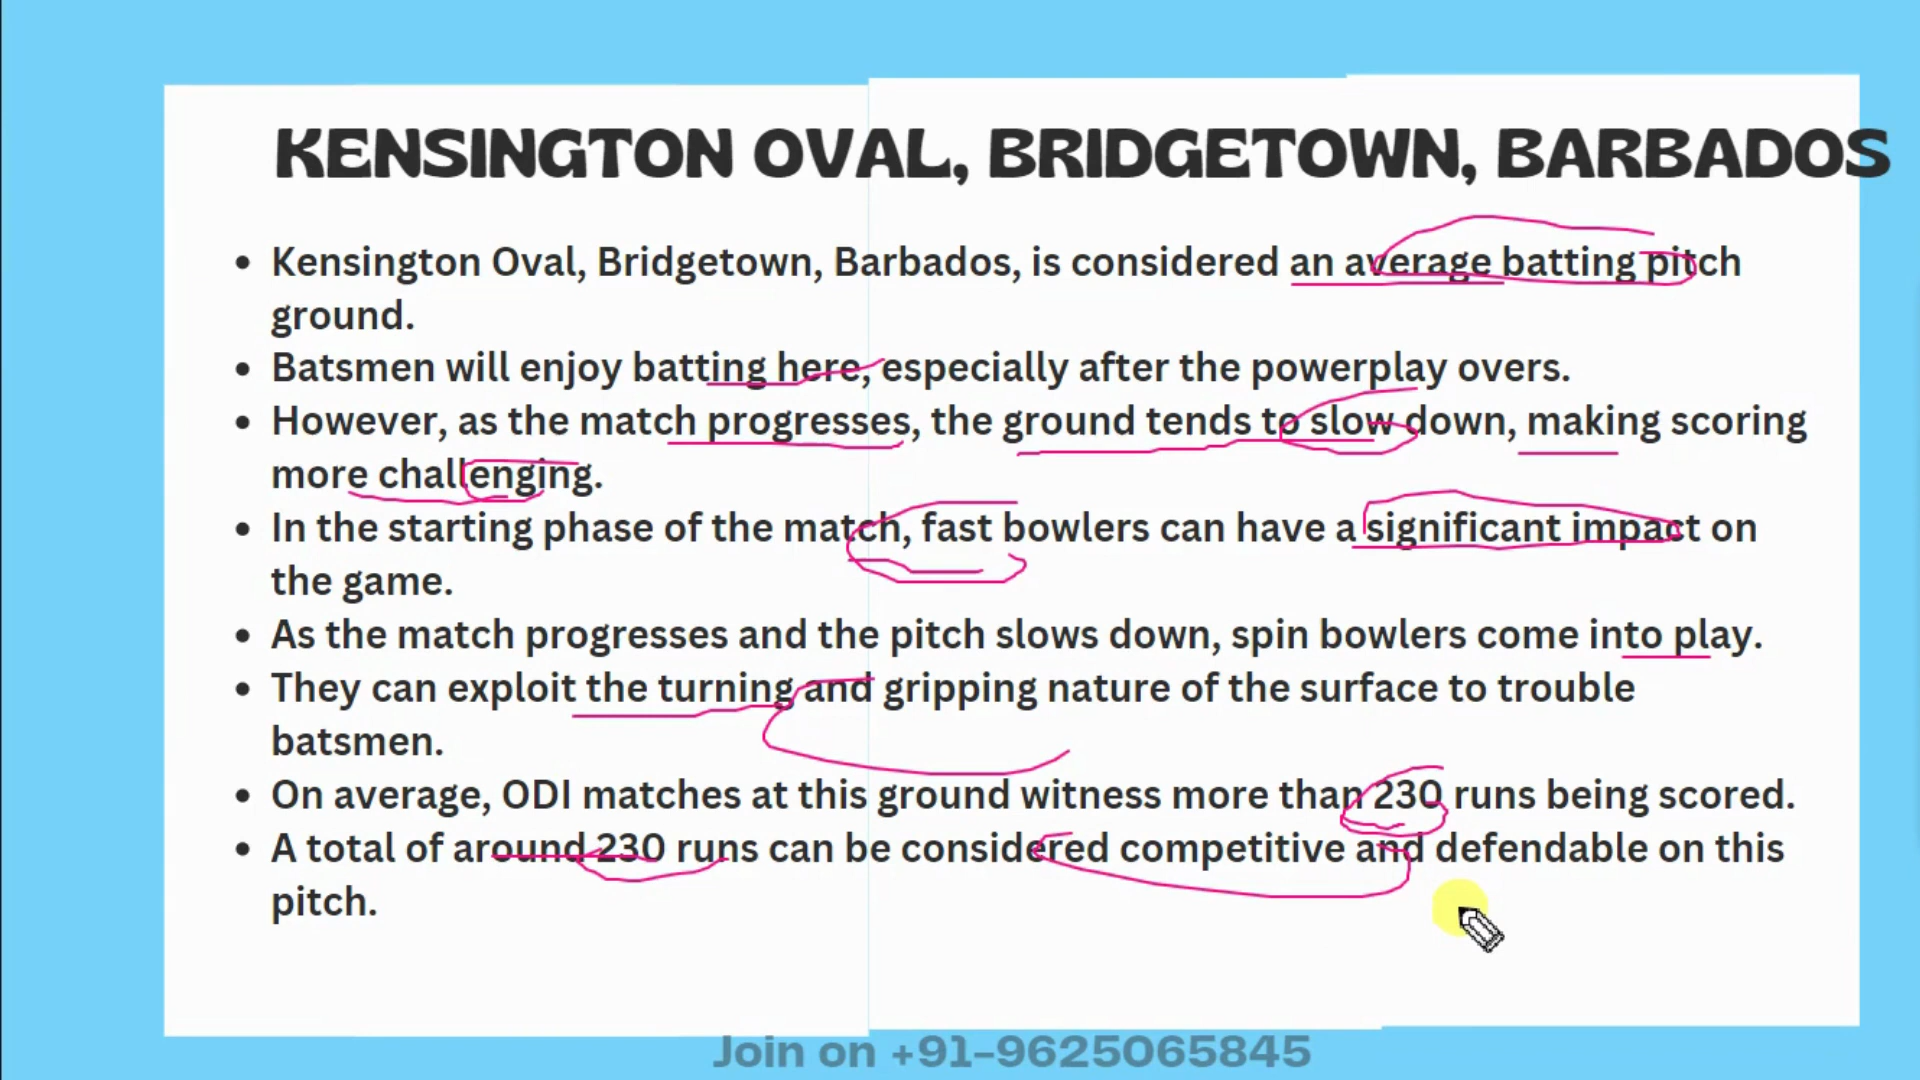 KENSINGTON OVAL, BRIDGETOWN, BARBADOS
• Kensington Oval, Bridgetown, Barbados, is considered an average batting pitch
ground.
• Batsmen will enjoy batting here, especially after the powerplay overs.
• However, as the match progresses, the ground tends to slow down, making scoring
more challenging.
• In the starting phase of the match, fast bowlers can have a significant impact on
the game.
• As the match progresses and the pitch slows down, spin bowlers come into play.
• They can exploit the turning and gripping nature of the surface to trouble
batsmen.
• On average, ODI matches at this ground witness more than 230 runs being scored.
• A total of around 230 runs can be considered competitive and defendable on this
pitch.
Join on +91-9625065845